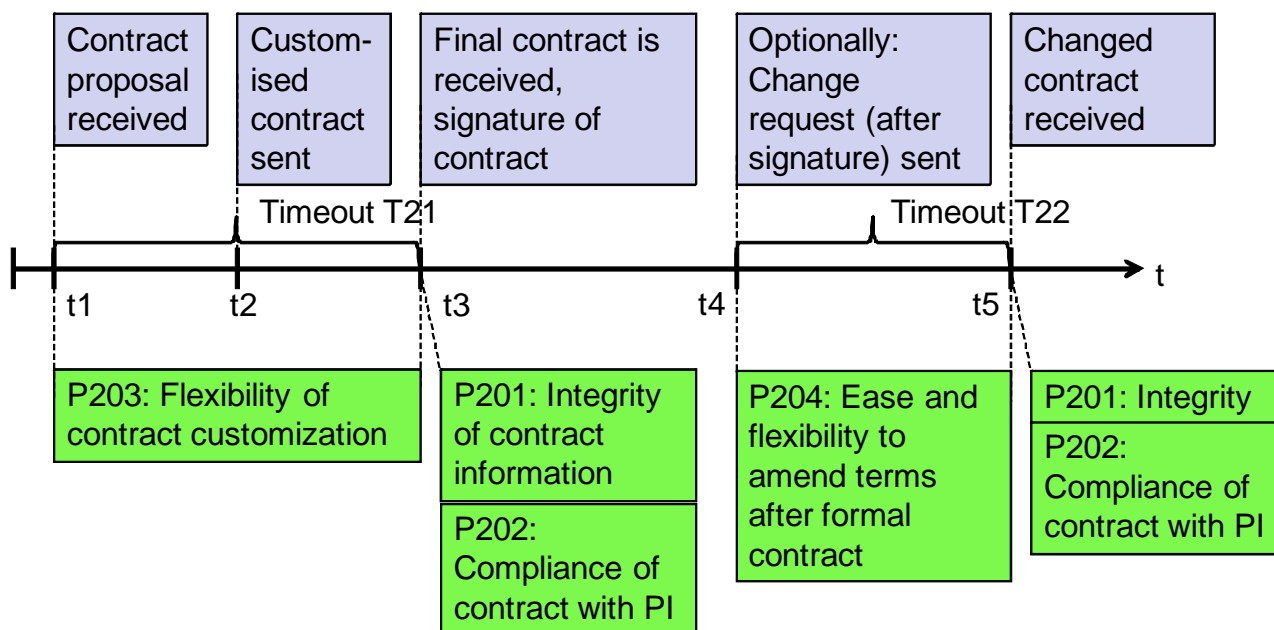 Contract
proposal
received
Custom-
ised
contract
sent
Final contract is
received,
signature of
contract
Optionally:
Change
request (after
signature) sent
Changed
contract
received
Timeout T21
Timeout T22
t
t1
t2
t3
t4
t5
P203: Flexibility of
contract customization
P201: Integrity
of contract
information
P202:
Compliance of
contract with PI
P204: Ease and
flexibility to
amend terms
after formal
contract
P201: Integrity
P202:
Compliance of
contract with PI